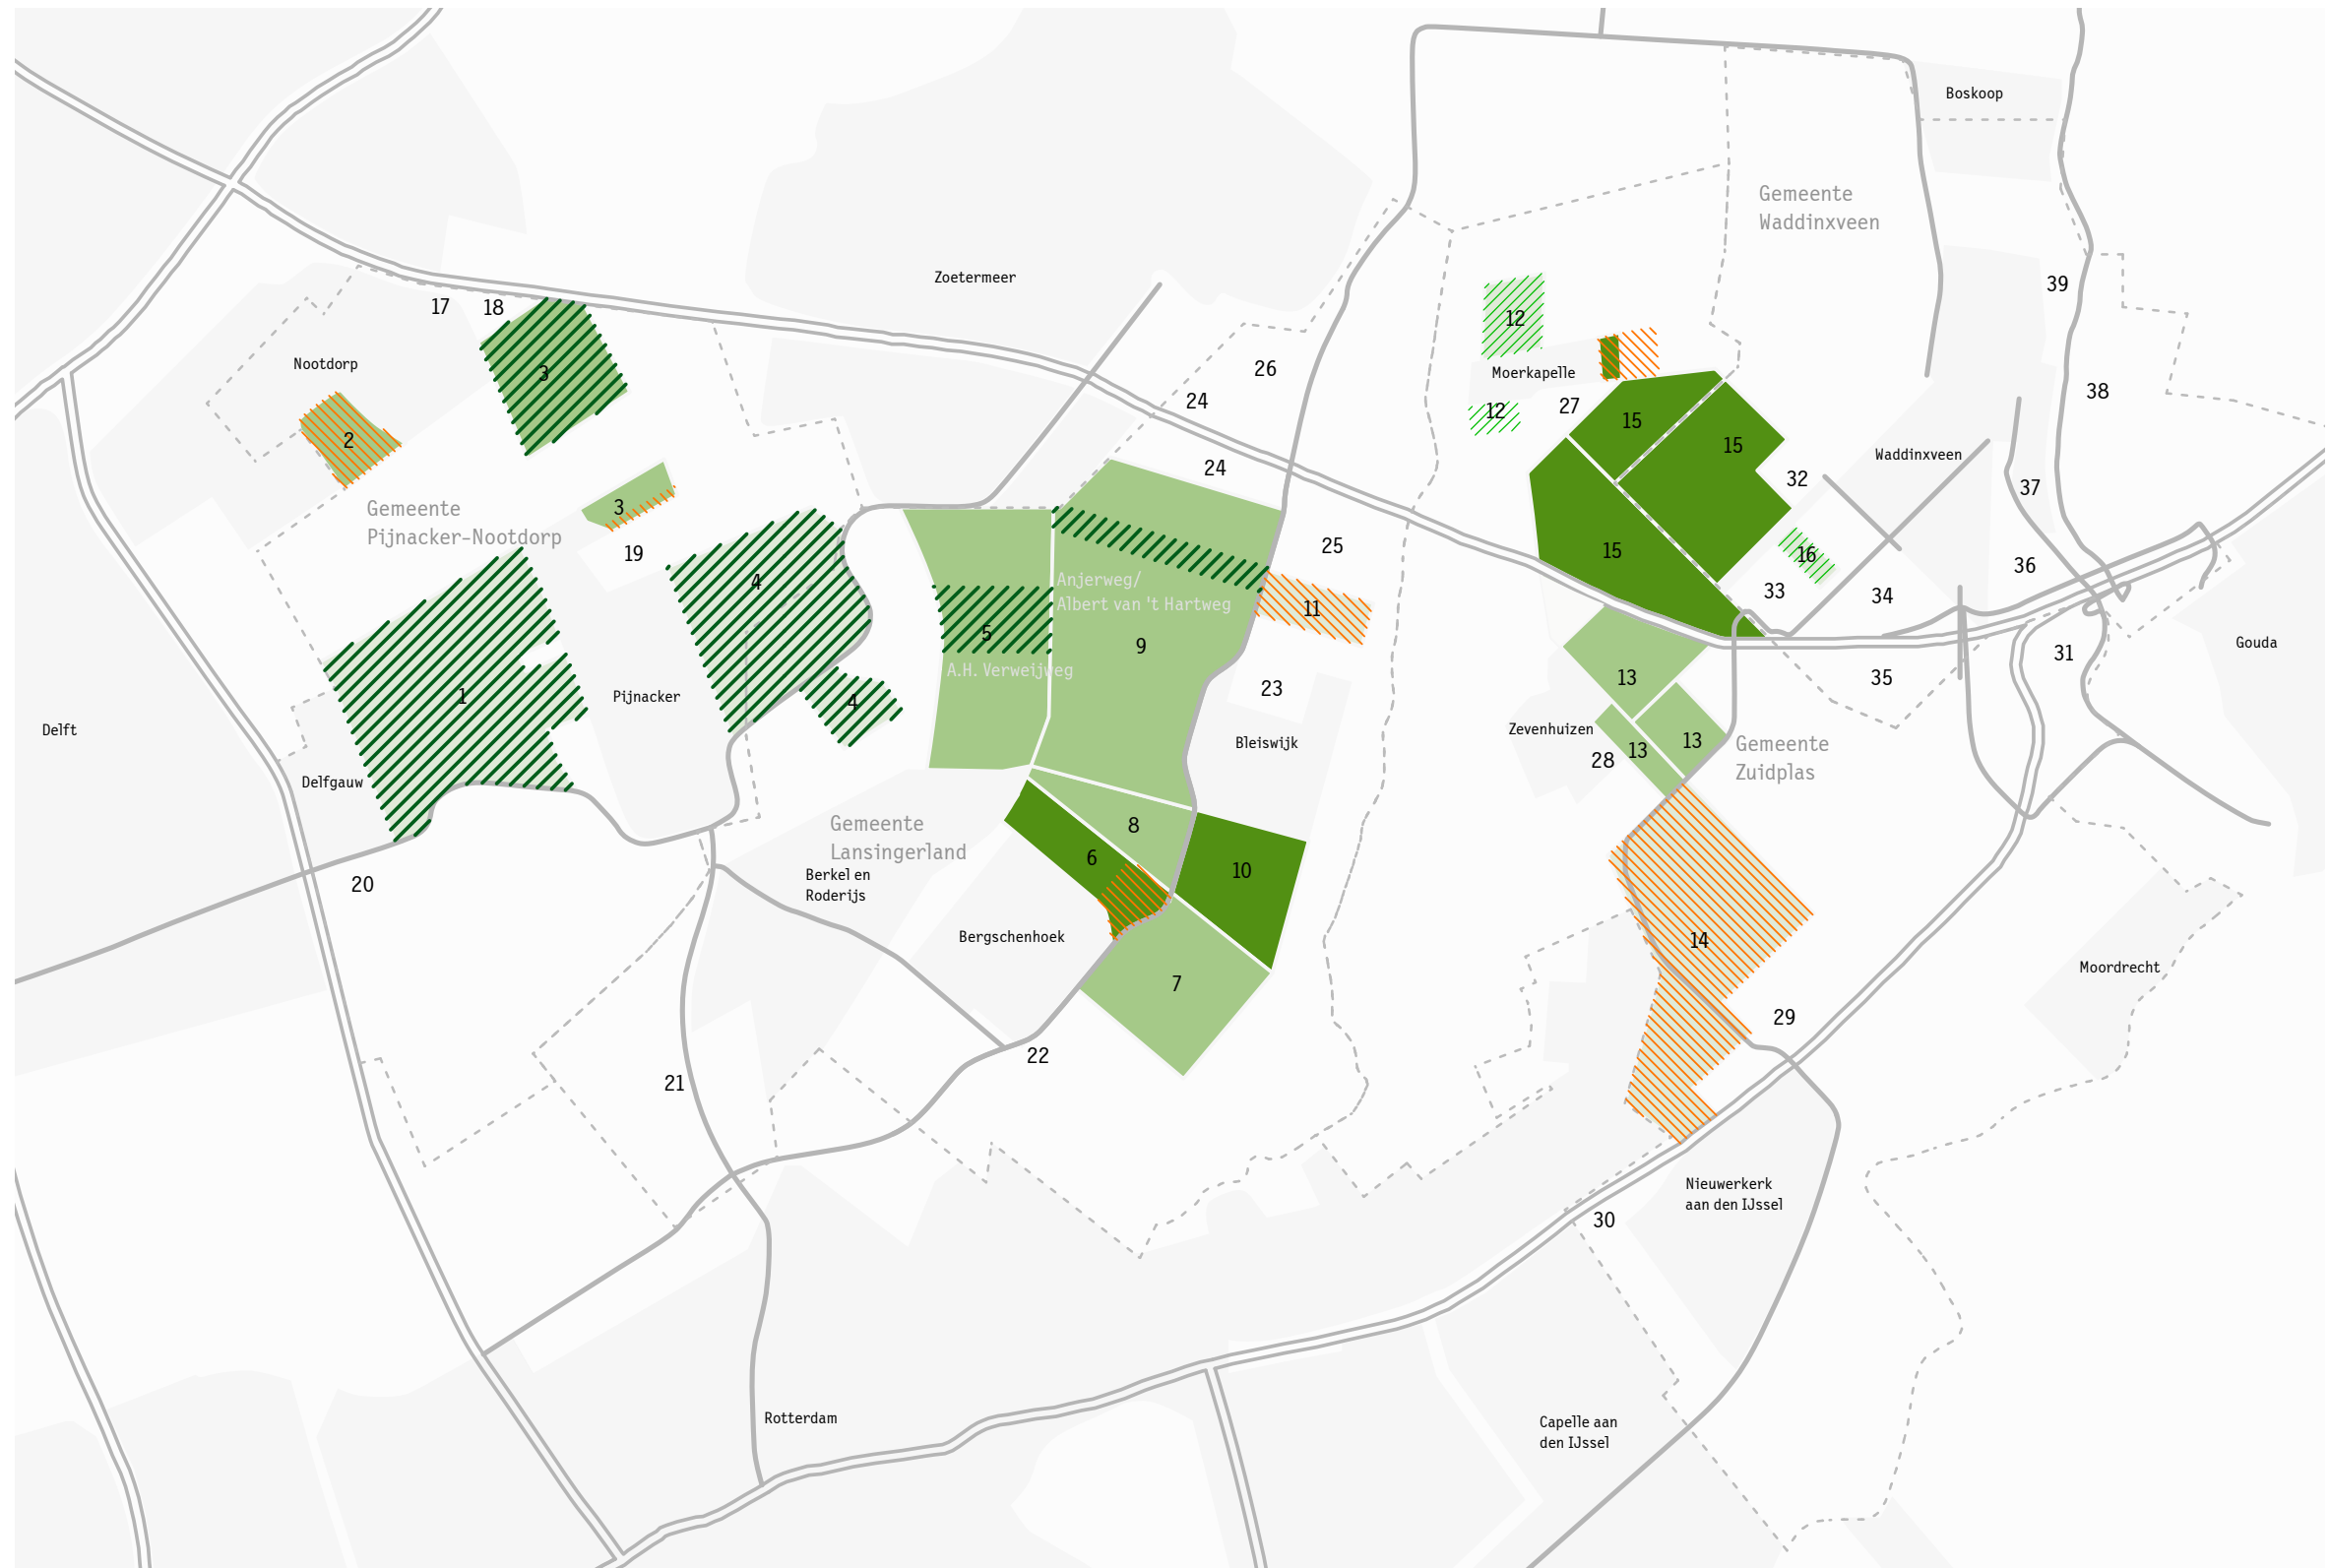 Boskoop
Gemeente
Waddinxveen
Zoetermeer
39
17
18
12
Nootdorp
3
26
Moerkapelle
38
24
12
27
15
2
15
Waddinxveen
24
32
37
Gemeente
Pijnacker-Nootdorp
3
19
25
15
16
36
4
Anjerweg/
Albert van 't Hartweg
11
33
34
5
9
31
Gouda
A.H. Verweijweg
13
35
1
Pijnacker
4
23
Delft
Bleiswijk
Zevenhuizen
28
13
13
Gemeente
Zuidplas
Delfgauw
Gemeente
Lansingerland
8
6
10
20
Berkel en
Roderijs
Bergschenhoek
14
Moordrecht
7
29
22
21
Nieuwerkerk
aan den IJssel
30
Rotterdam
Capelle aan
den IJssel